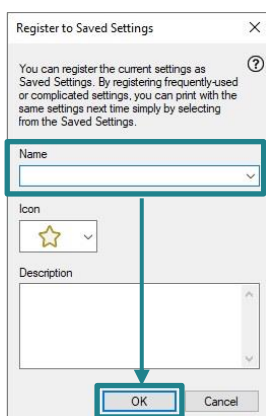 Register to Saved Settings
You can register the current settings as
Saved Settings. By registering frequently-used
or complicated settings, you can print with the
same settings next time simply by selecting
from the Saved Settings.
Name
Icon
Description
OK
Cancel